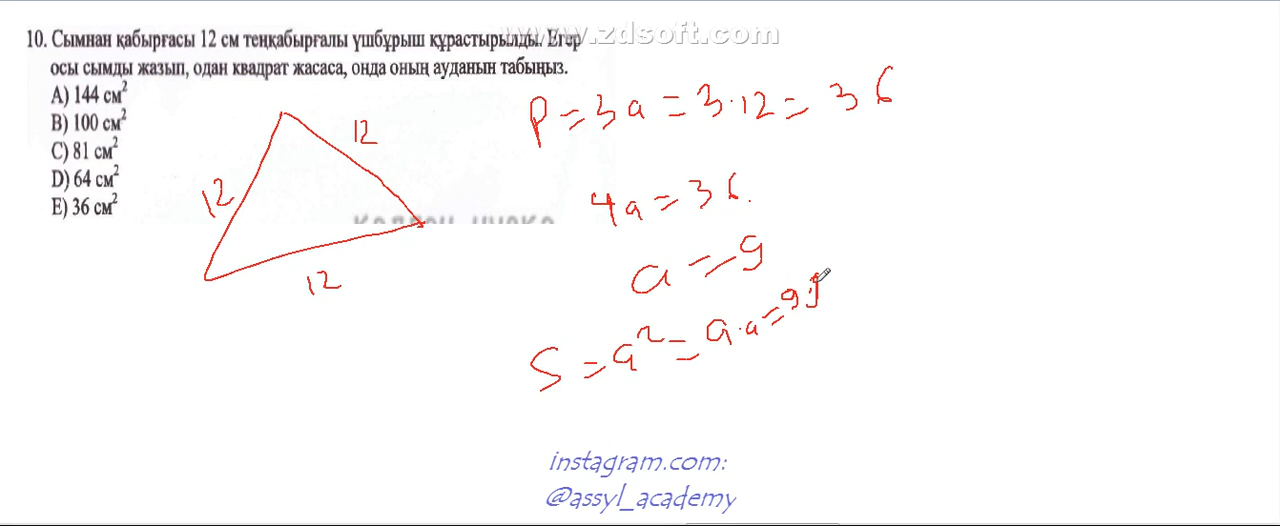 www.zdsoft.com
10. Сымнан қабырғасы 12 см теңқабырғалы үшбұрыш құрастырылды. Егер
осы сымды жазып, одан квадрат жасаса, онда оның ауданын табыңыз.
A) 144 см²
B) 100 см²
C) 81 см²
D) 64 см²
E) 36 см²
12
12
12
P = 3a = 3·12 = 36
4a = 36.
a = 9
S = a² = a·a = 9·9
instagram.com:
@assyl_academy